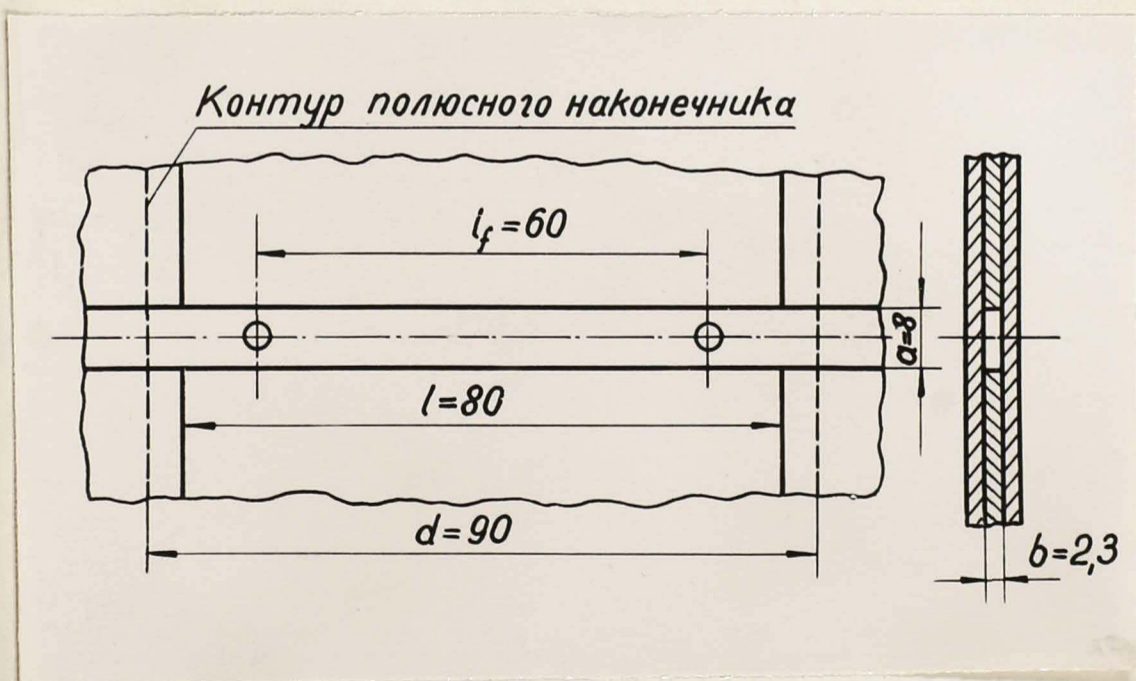 Контур полюсного наконечника
l_f=60
a=8
l=80
d=90
b=2,3